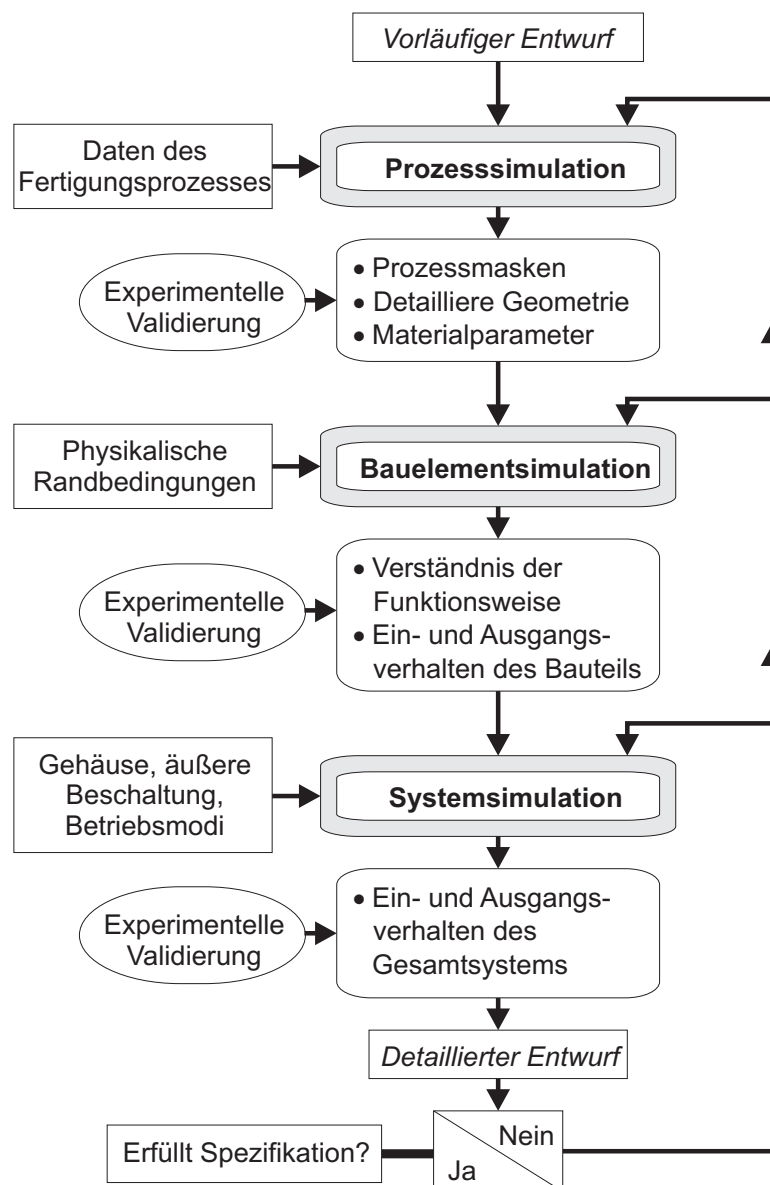 Vorläufiger Entwurf
Daten des
Fertigungsprozesses
Prozesssimulation
Experimentelle
Validierung
• Prozessmasken
• Detailliere Geometrie
• Materialparameter
Physikalische
Randbedingungen
Bauelementsimulation
Experimentelle
Validierung
• Verständnis der
Funktionsweise
• Ein- und Ausgangs-
verhalten des Bauteils
Gehäuse, äußere
Beschaltung,
Betriebsmodi
Systemsimulation
Experimentelle
Validierung
• Ein- und Ausgangs-
verhalten des
Gesamtsystems
Detaillierter Entwurf
Erfüllt Spezifikation?
Nein
Ja